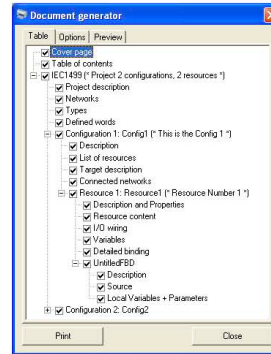 Document generator
Table Options Preview
Cover page
Table of contents
IEC1499 (* Project 2 configurations, 2 resources *)
Project description
Networks
Types
Defined words
Configuration 1: Config1 (* This is the Config 1 *)
Description
List of resources
Target description
Connected networks
Resource 1: Resource1 (* Resource Number 1 *)
Description and Properties
Resource content
I/O wiring
Variables
Detailed binding
UntitledFBD
Description
Source
Local Variables + Parameters
Configuration 2: Config2
Print Close